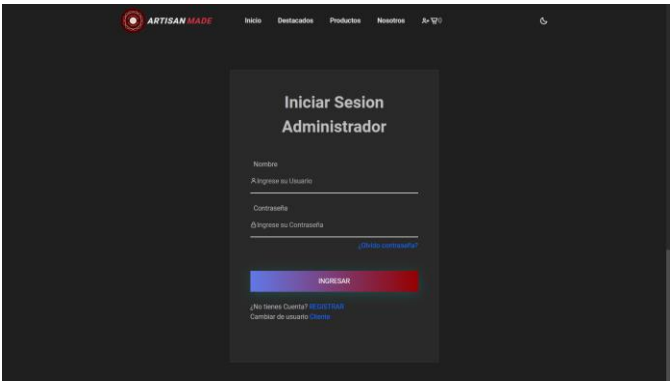 ARTISAN MADE
Inicio Destacados Productos Nosotros 0
Iniciar Sesion
Administrador
Nombre
Ingrese su Usuario
Contraseña
Ingrese su Contraseña
¿Olvido contraseña?
INGRESAR
¿No tienes Cuenta? REGISTRAR
Cambiar de usuario Cliente